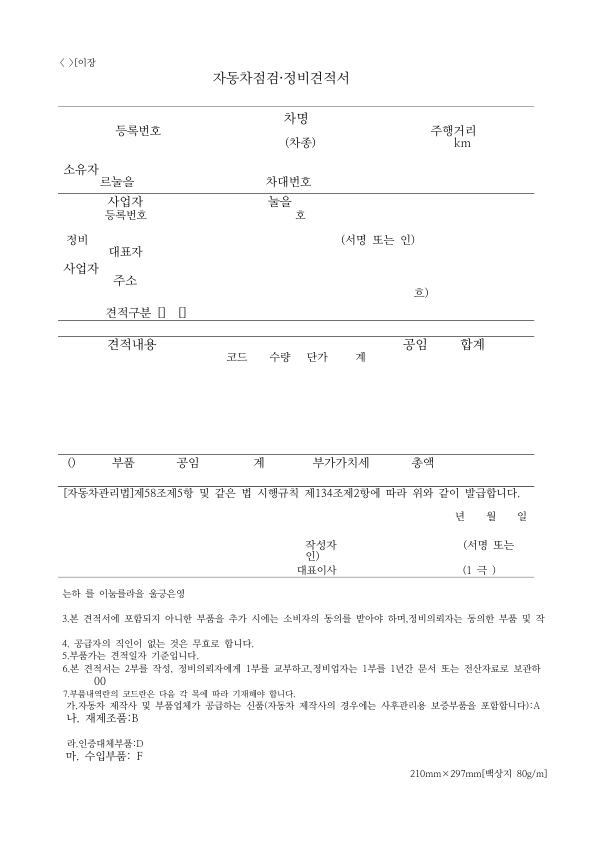 〈 〉[이장
자동차점검·정비견적서
차명
등록번호 주행거리
(차종) km
소유자
르눌을 차대번호
사업자 눌을
등록번호 호
정비 (서명 또는 인)
대표자
사업자
주소
흐)
견적구분 [] []
견적내용 공임 합계
코드 수량 단가 계
() 부품 공임 계 부가가치세 총액
[자동차관리법]제58조제5항 및 같은 법 시행규칙 제134조제2항에 따라 위와 같이 발급합니다.
년 월 일
작성자 (서명 또는
인)
대표이사 (1 극 )
는하 를 이눔를라을 울긍은영
3.본 견적서에 포함되지 아니한 부품을 추가 시에는 소비자의 동의를 받아야 하며,정비의뢰자는 동의한 부품 및 작
4. 공급자의 직인이 없는 것은 무효로 합니다.
5.부품가는 견적일자 기준입니다.
6.본 견적서는 2부를 작성, 정비의뢰자에게 1부를 교부하고,정비업자는 1부를 1년간 문서 또는 전산자료로 보관하
00
7.부품내역란의 코드란은 다음 각 목에 따라 기재해야 합니다.
가.자동차 제작사 및 부품업체가 공급하는 신품(자동차 제작사의 경우에는 사후관리용 보증부품을 포함합니다):A
나. 재제조품:B
라.인증대체부품:D
마. 수입부품: F
210mm×297mm[백상지 80g/m]